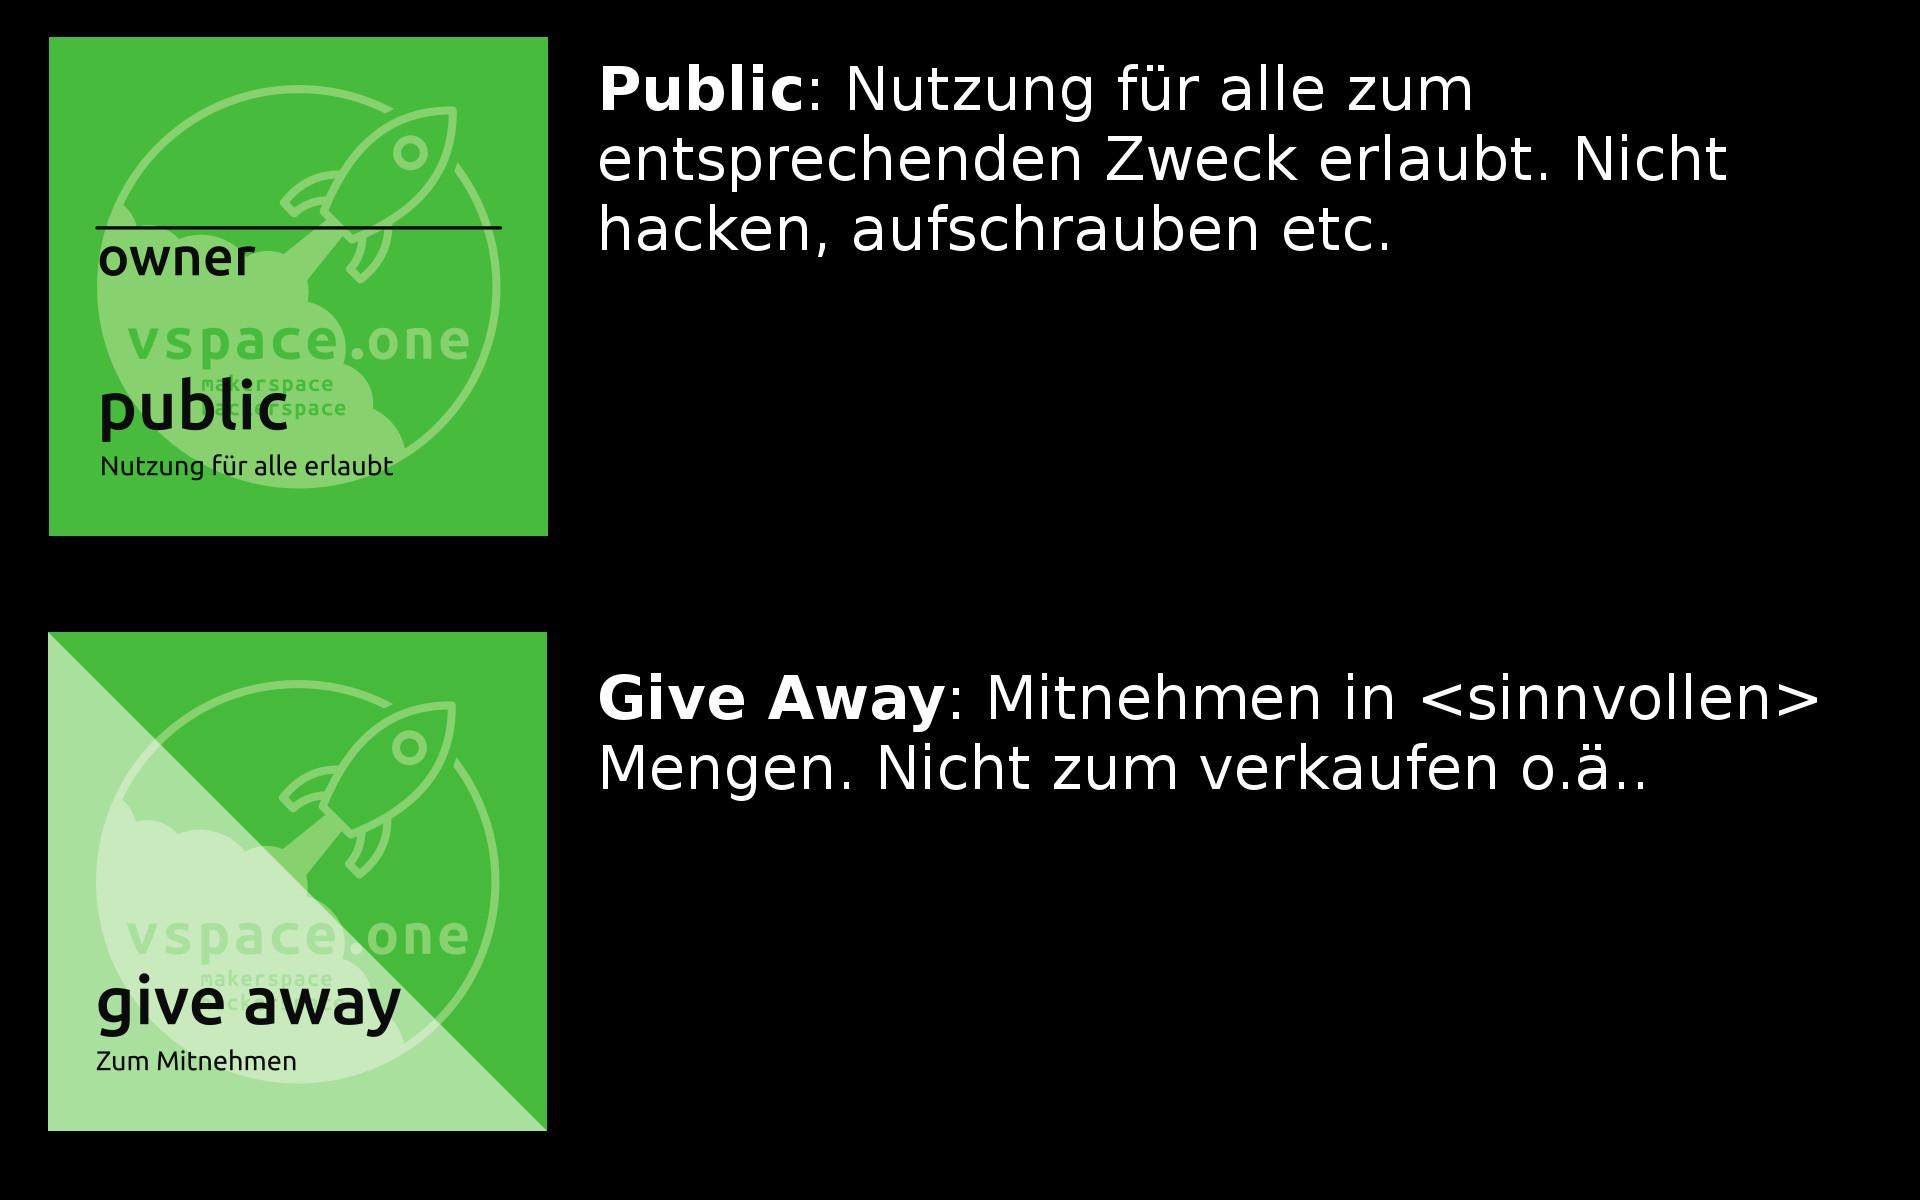 owner
vspace.one
makerspace
public
Nutzung für alle erlaubt
Public: Nutzung für alle zum
entsprechenden Zweck erlaubt. Nicht
hacken, aufschrauben etc.
vspace.one
makerspace
give away
Zum Mitnehmen
Give Away: Mitnehmen in <sinnvollen>
Mengen. Nicht zum verkaufen o.ä..